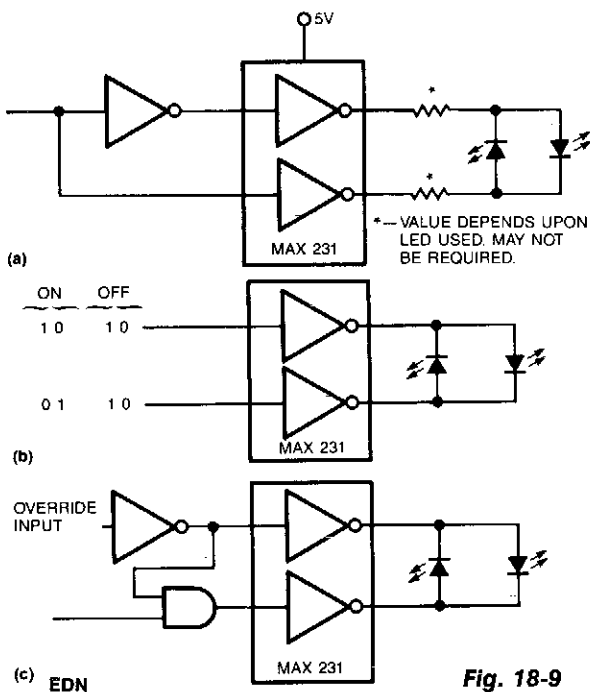 5V
*
*
MAX 231
*— VALUE DEPENDS UPON
LED USED. MAY NOT
BE REQUIRED.
(a)
ON OFF
1 0 1 0
0 1 1 0
MAX 231
(b)
OVERRIDE
INPUT
MAX 231
(c) EDN
Fig. 18-9